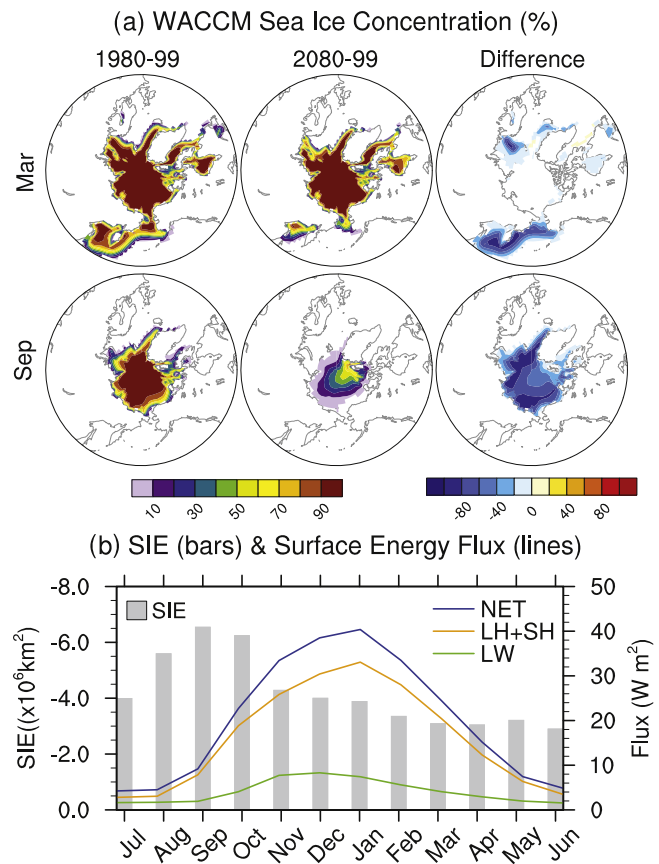 (a) WACCM Sea Ice Concentration (%)
1980-99 2080-99 Difference
Mar
Sep
10 30 50 70 90
-80 -40 0 40 80
(b) SIE (bars) & Surface Energy Flux (lines)
-8.0 50
SIE NET
LH+SH
LW
-6.0 40
-4.0 30
20
-2.0 10
0.0 0
SIE((x10⁶km²)
Flux (W m²)
Jul Aug Sep Oct Nov Dec Jan Feb Mar Apr May Jun